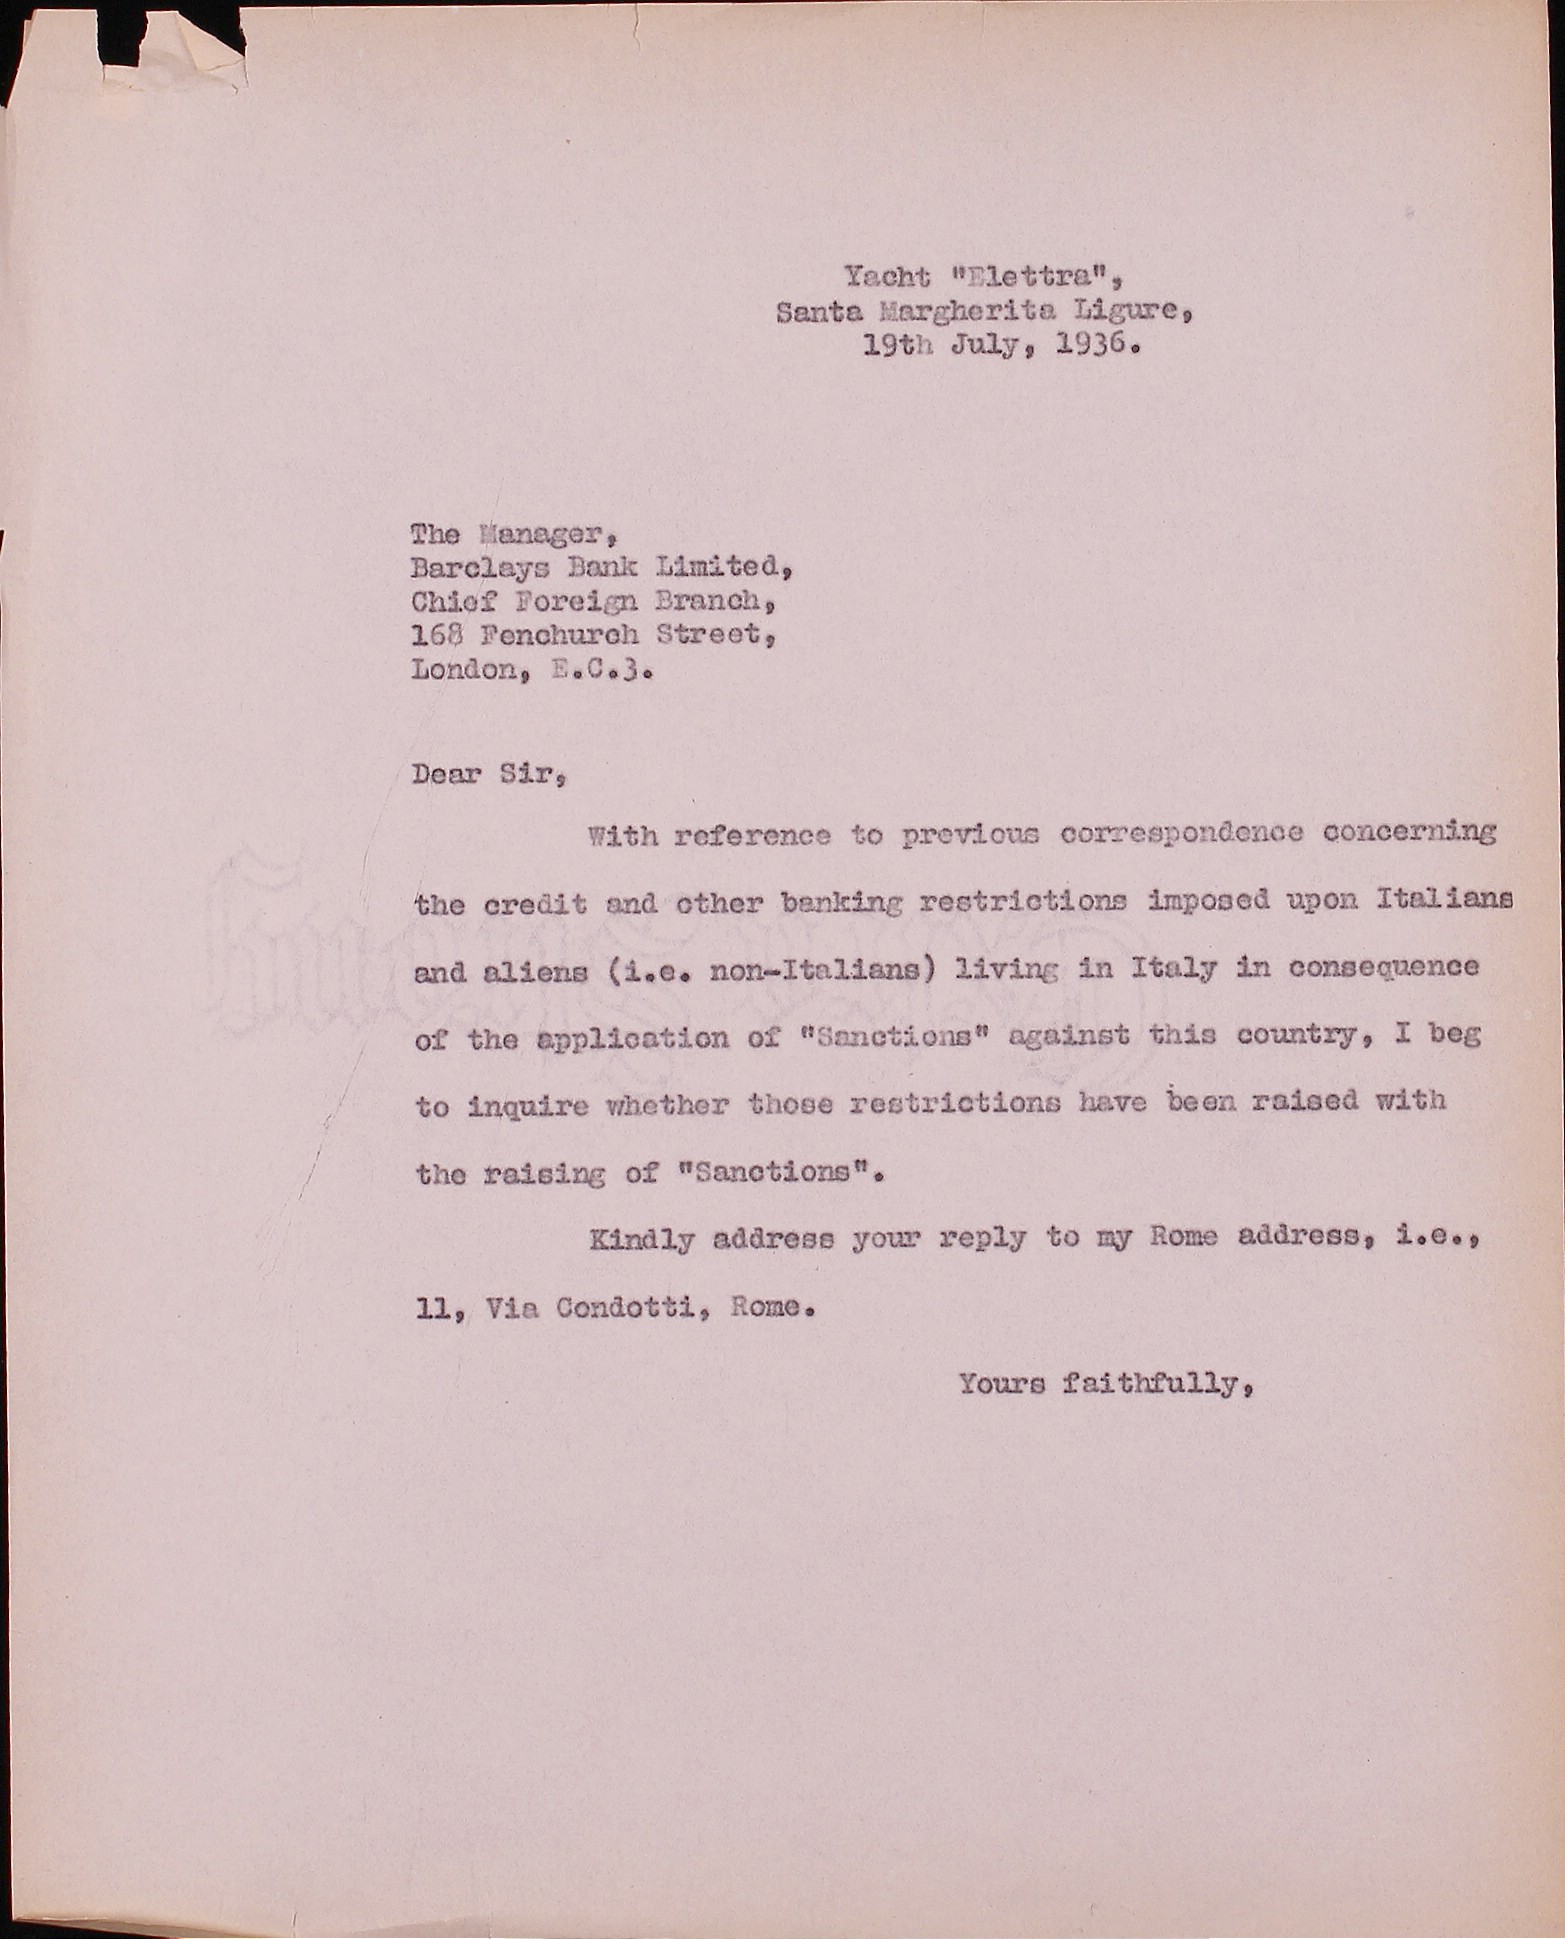 Yacht "Elettra",
Santa Margherita Ligure,
19th July, 1936.
The Manager,
Barclays Bank Limited,
Chief Foreign Branch,
168 Fenchurch Street,
London, E.C.3.
Dear Sir,
With reference to previous correspondence concerning
the credit and other banking restrictions imposed upon Italians
and aliens (i.e. non-Italians) living in Italy in consequence
of the application of "Sanctions" against this country, I beg
to inquire whether those restrictions have been raised with
the raising of "Sanctions".
Kindly address your reply to my Rome address, i.e.,
11, Via Condotti, Rome.
Yours faithfully,